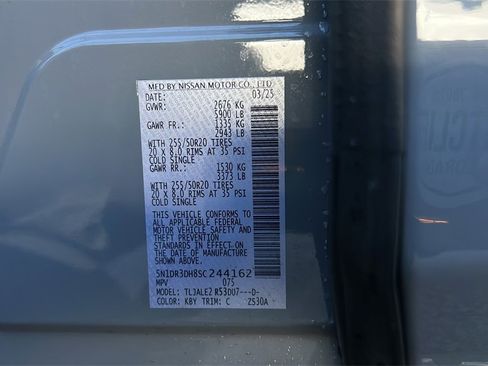 MFD BY NISSAN MOTOR CO., LTD
DATE: 03/25
GVWR: 2676 KG
5900 LB
GAWR FR.: 1335 KG
2943 LB
WITH 255/50R20 TIRES
20 X 8.0 RIMS AT 35 PSI
COLD SINGLE
GAWR RR.: 1530 KG
3373 LB
WITH 255/50R20 TIRES
20 X 8.0 RIMS AT 35 PSI
COLD SINGLE
THIS VEHICLE CONFORMS TO
ALL APPLICABLE FEDERAL
MOTOR VEHICLE SAFETY AND
STANDARDS IN EFFECT ON
THE DATE OF MANUFACTURE
SHOWN ABOVE.
5N1DR3DH8SC244162
MPV 075
MODEL: TLJALE2 R53DU7---D-
COLOR: KBY TRIM: C 2530A